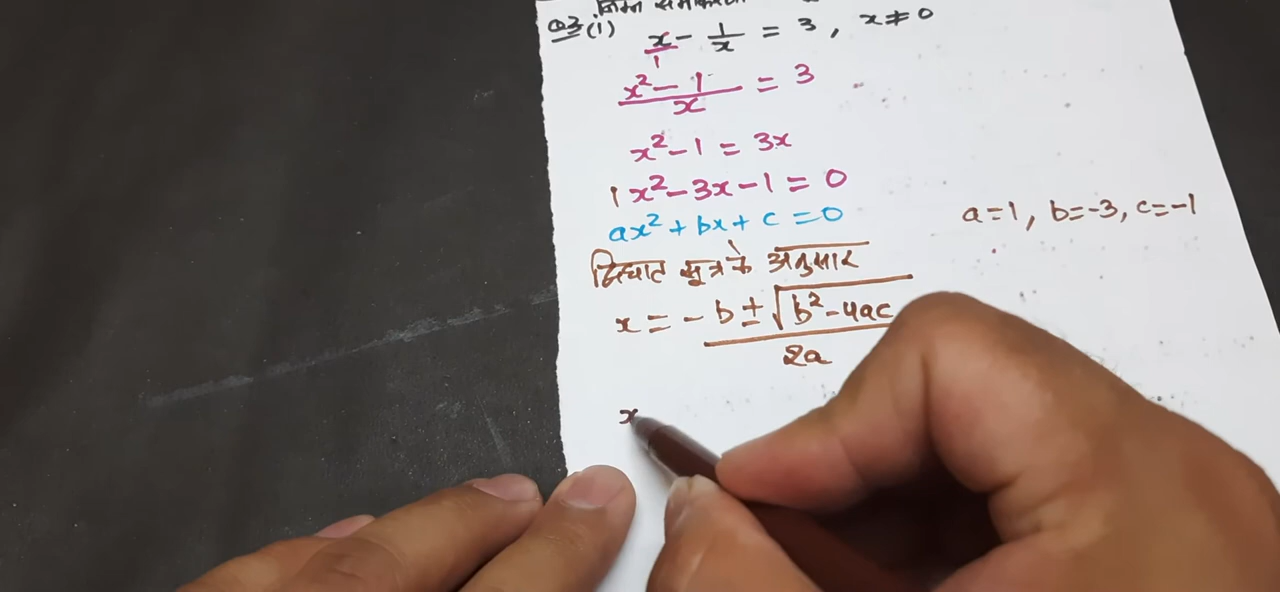 Q3(i) x/1 - 1/x = 3, x ≠ 0
(x² - 1)/x = 3
x² - 1 = 3x
1x² - 3x - 1 = 0
ax² + bx + c = 0
a=1, b=-3, c=-1
द्विघात सूत्र के अनुसार
x = (-b ± √(b² - 4ac))/2a
x